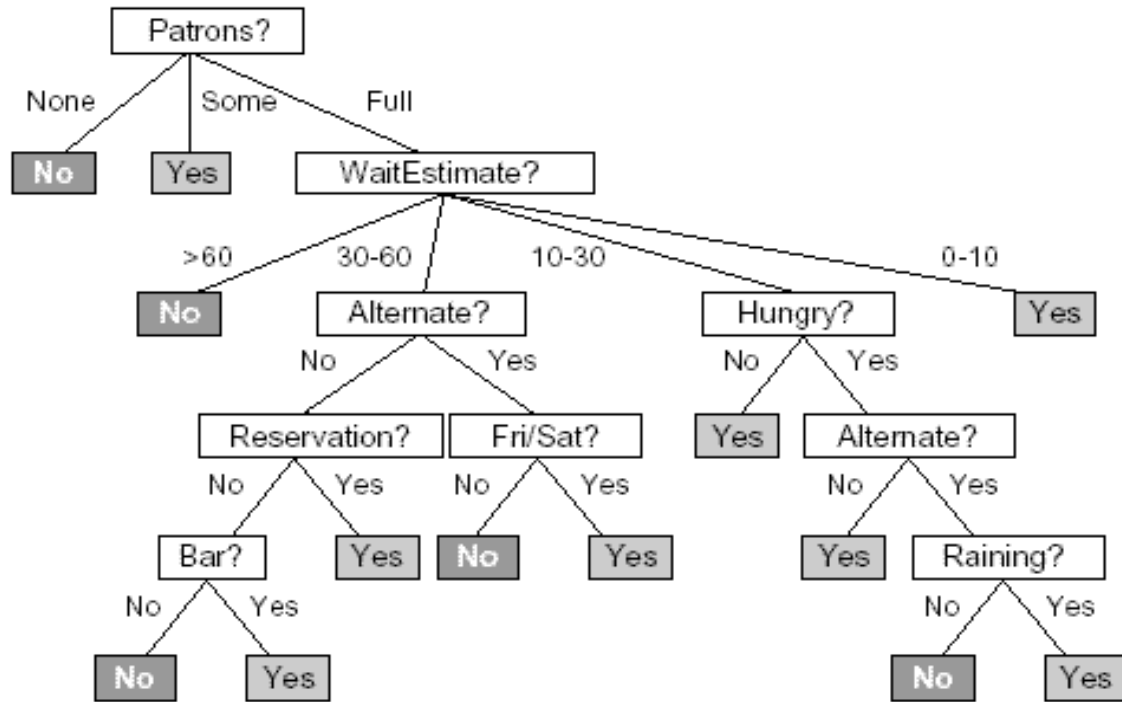 Patrons?
None Some Full
No Yes WaitEstimate?
>60 30-60 10-30 0-10
No Alternate? Hungry? Yes
No Yes No Yes
Reservation? Fri/Sat? Yes Alternate?
No Yes No Yes No Yes
Bar? Yes No Yes Yes Raining?
No Yes No Yes
No Yes No Yes